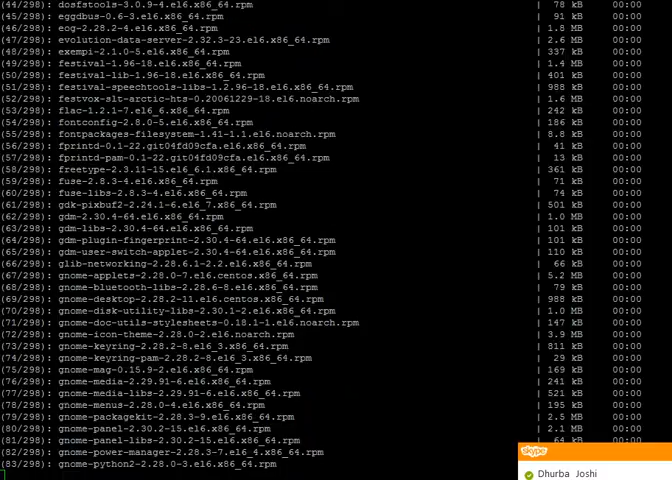 (44/298): dosfstools-3.0.9-4.el6.x86_64.rpm | 78 kB 00:00
(45/298): eggdbus-0.6-3.el6.x86_64.rpm | 91 kB 00:00
(46/298): eog-2.28.2-4.el6.x86_64.rpm | 1.8 MB 00:00
(47/298): evolution-data-server-2.32.3-23.el6.x86_64.rpm | 2.6 MB 00:00
(48/298): exempi-2.1.0-5.el6.x86_64.rpm | 337 kB 00:00
(49/298): festival-1.96-18.el6.x86_64.rpm | 1.4 MB 00:00
(50/298): festival-lib-1.96-18.el6.x86_64.rpm | 401 kB 00:00
(51/298): festival-speechtools-libs-1.2.96-18.el6.x86_64.rpm | 988 kB 00:00
(52/298): festvox-slt-arctic-hts-0.20061229-18.el6.noarch.rpm | 1.6 MB 00:00
(53/298): flac-1.2.1-7.el6_6.x86_64.rpm | 242 kB 00:00
(54/298): fontconfig-2.8.0-5.el6.x86_64.rpm | 186 kB 00:00
(55/298): fontpackages-filesystem-1.41-1.1.el6.noarch.rpm | 8.8 kB 00:00
(56/298): fprintd-0.1-22.git04fd09cfa.el6.x86_64.rpm | 41 kB 00:00
(57/298): fprintd-pam-0.1-22.git04fd09cfa.el6.x86_64.rpm | 13 kB 00:00
(58/298): freetype-2.3.11-15.el6_6.1.x86_64.rpm | 361 kB 00:00
(59/298): fuse-2.8.3-4.el6.x86_64.rpm | 71 kB 00:00
(60/298): fuse-libs-2.8.3-4.el6.x86_64.rpm | 74 kB 00:00
(61/298): gdk-pixbuf2-2.24.1-6.el6_7.x86_64.rpm | 501 kB 00:00
(62/298): gdm-2.30.4-64.el6.x86_64.rpm | 1.0 MB 00:00
(63/298): gdm-libs-2.30.4-64.el6.x86_64.rpm | 101 kB 00:00
(64/298): gdm-plugin-fingerprint-2.30.4-64.el6.x86_64.rpm | 101 kB 00:00
(65/298): gdm-user-switch-applet-2.30.4-64.el6.x86_64.rpm | 110 kB 00:00
(66/298): glib-networking-2.28.6.1-2.2.el6.x86_64.rpm | 66 kB 00:00
(67/298): gnome-applets-2.28.0-7.el6.centos.x86_64.rpm | 5.2 MB 00:00
(68/298): gnome-bluetooth-libs-2.28.6-8.el6.x86_64.rpm | 79 kB 00:00
(69/298): gnome-desktop-2.28.2-11.el6.centos.x86_64.rpm | 988 kB 00:00
(70/298): gnome-disk-utility-libs-2.30.1-2.el6.x86_64.rpm | 1.0 MB 00:00
(71/298): gnome-doc-utils-stylesheets-0.18.1-1.el6.noarch.rpm | 147 kB 00:00
(72/298): gnome-icon-theme-2.28.0-2.el6.noarch.rpm | 3.9 MB 00:00
(73/298): gnome-keyring-2.28.2-8.el6_3.x86_64.rpm | 811 kB 00:00
(74/298): gnome-keyring-pam-2.28.2-8.el6_3.x86_64.rpm | 29 kB 00:00
(75/298): gnome-mag-0.15.9-2.el6.x86_64.rpm | 169 kB 00:00
(76/298): gnome-media-2.29.91-6.el6.x86_64.rpm | 241 kB 00:00
(77/298): gnome-media-libs-2.29.91-6.el6.x86_64.rpm | 521 kB 00:00
(78/298): gnome-menus-2.28.0-4.el6.x86_64.rpm | 195 kB 00:00
(79/298): gnome-packagekit-2.28.3-9.el6.x86_64.rpm | 2.5 MB 00:00
(80/298): gnome-panel-2.30.2-15.el6.x86_64.rpm | 2.1 MB 00:00
(81/298): gnome-panel-libs-2.30.2-15.el6.x86_64.rpm | 64 kB 00:00
(82/298): gnome-power-manager-2.28.3-7.el6_4.x86_64.rpm
(83/298): gnome-python2-2.28.0-3.el6.x86_64.rpm
skype
Dhurba Joshi